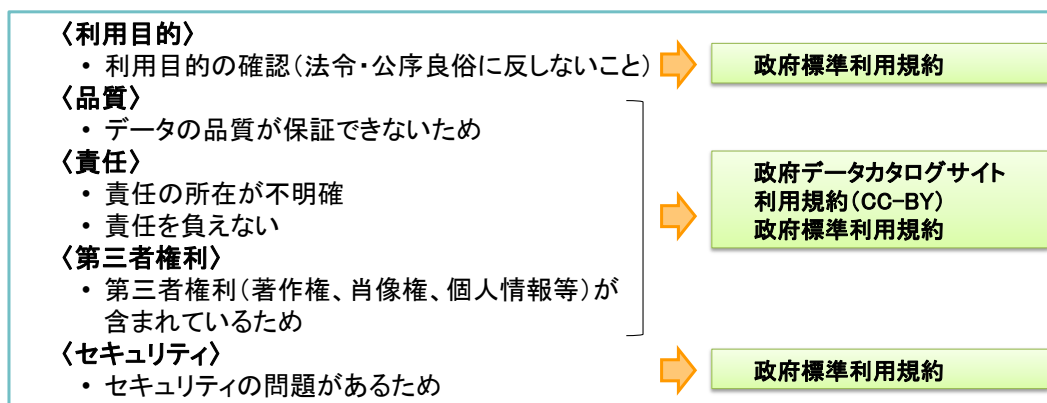 〈利用目的〉
• 利用目的の確認(法令・公序良俗に反しないこと)
政府標準利用規約
〈品質〉
• データの品質が保証できないため
〈責任〉
• 責任の所在が不明確
• 責任を負えない
〈第三者権利〉
• 第三者権利(著作権、肖像権、個人情報等)が
含まれているため
政府データカタログサイト
利用規約(CC-BY)
政府標準利用規約
〈セキュリティ〉
• セキュリティの問題があるため
政府標準利用規約